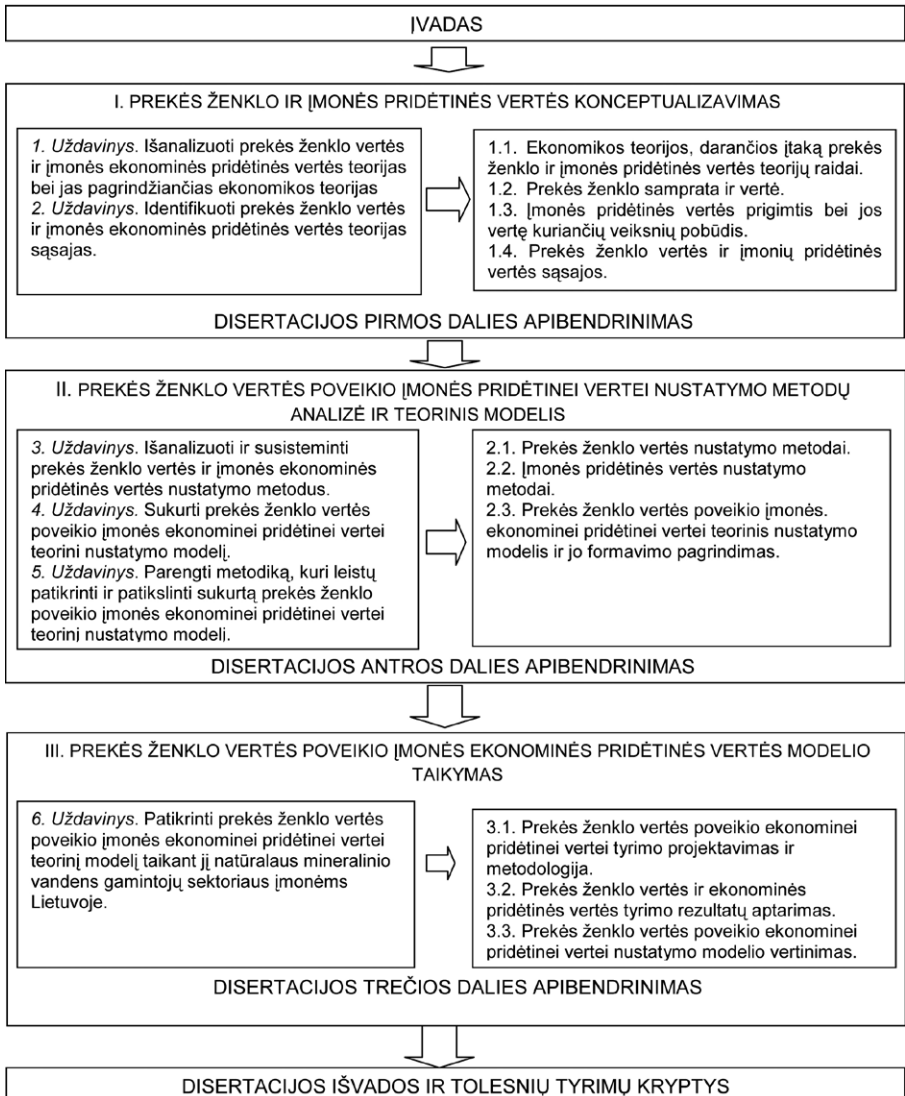 ĮVADAS
I. PREKĖS ŽENKLO IR ĮMONĖS PRIDĖTINĖS VERTĖS KONCEPTUALIZAVIMAS
1. Uždavinys. Išanalizuoti prekės ženklo vertės
ir įmonės ekonominės pridėtinės vertės teorijas
bei jas pagrindžiančias ekonomikos teorijas
2. Uždavinys. Identifikuoti prekės ženklo vertės
ir įmonės ekonominės pridėtinės vertės teorijas
sąsajas.
1.1. Ekonomikos teorijos, darančios įtaką prekės
ženklo ir įmonės pridėtinės vertės teorijų raidai.
1.2. Prekės ženklo samprata ir vertė.
1.3. Įmonės pridėtinės vertės prigimtis bei jos
vertę kuriančių veiksnių pobūdis.
1.4. Prekės ženklo vertės ir įmonių pridėtinės
vertės sąsajos.
DISERTACIJOS PIRMOS DALIES APIBENDRINIMAS
II. PREKĖS ŽENKLO VERTĖS POVEIKIO ĮMONĖS PRIDĖTINEI VERTEI NUSTATYMO METODŲ
ANALIZĖ IR TEORINIS MODELIS
3. Uždavinys. Išanalizuoti ir susisteminti
prekės ženklo vertės ir įmonės ekonominės
pridėtinės vertės nustatymo metodus.
4. Uždavinys. Sukurti prekės ženklo vertės
poveikio įmonės ekonominei pridėtinei vertei
teorinį nustatymo modelį.
5. Uždavinys. Parengti metodiką, kuri leistų
patikrinti ir patikslinti sukurtą prekės ženklo
poveikio įmonės ekonominei pridėtinei vertei
teorinį nustatymo modelį.
2.1. Prekės ženklo vertės nustatymo metodai.
2.2. Įmonės pridėtinės vertės nustatymo
metodai.
2.3. Prekės ženklo vertės poveikio įmonės.
ekonominei pridėtinei vertei teorinis nustatymo
modelis ir jo formavimo pagrindimas.
DISERTACIJOS ANTROS DALIES APIBENDRINIMAS
III. PREKĖS ŽENKLO VERTĖS POVEIKIO ĮMONĖS EKONOMINĖS PRIDĖTINĖS VERTĖS MODELIO
TAIKYMAS
6. Uždavinys. Patikrinti prekės ženklo vertės
poveikio įmonės ekonominei pridėtinei vertei
teorinį modelį taikant jį natūralaus mineralinio
vandens gamintojų sektoriaus įmonėms
Lietuvoje.
3.1. Prekės ženklo vertės poveikio ekonominei
pridėtinei vertei tyrimo projektavimas ir
metodologija.
3.2. Prekės ženklo vertės ir ekonominės
pridėtinės vertės tyrimo rezultatų aptarimas.
3.3. Prekės ženklo vertės poveikio ekonominei
pridėtinei vertei nustatymo modelio vertinimas.
DISERTACIJOS TREČIOS DALIES APIBENDRINIMAS
DISERTACIJOS IŠVADOS IR TOLESNIŲ TYRIMŲ KRYPTYS